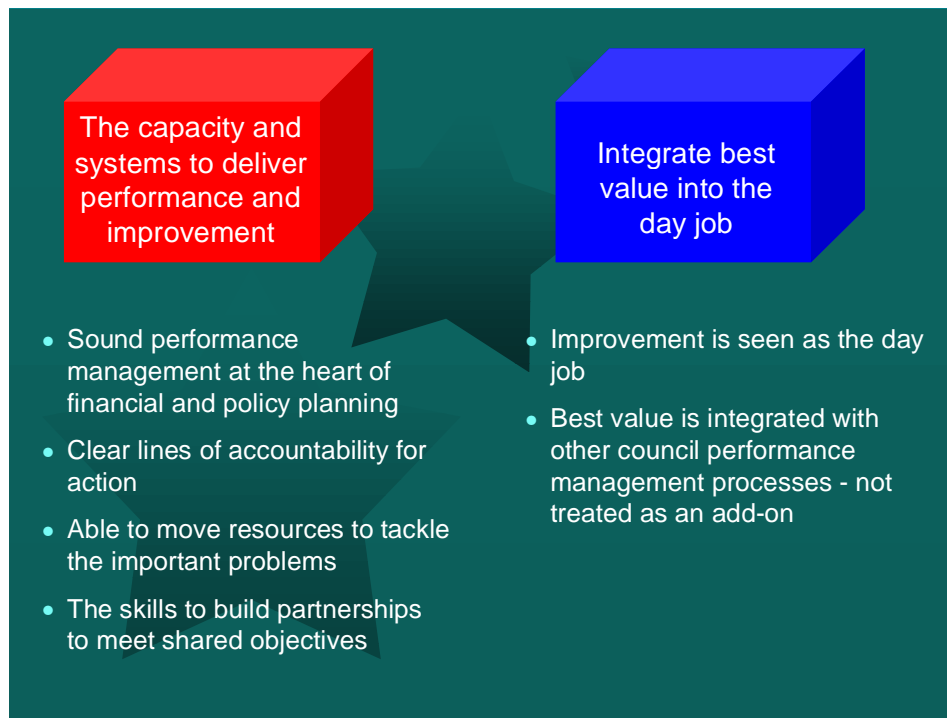 The capacity and
systems to deliver
performance and
improvement
• Sound performance
management at the heart of
financial and policy planning
• Clear lines of accountability for
action
• Able to move resources to tackle
the important problems
• The skills to build partnerships
to meet shared objectives
Integrate best
value into the
day job
• Improvement is seen as the day
job
• Best value is integrated with
other council performance
management processes - not
treated as an add-on